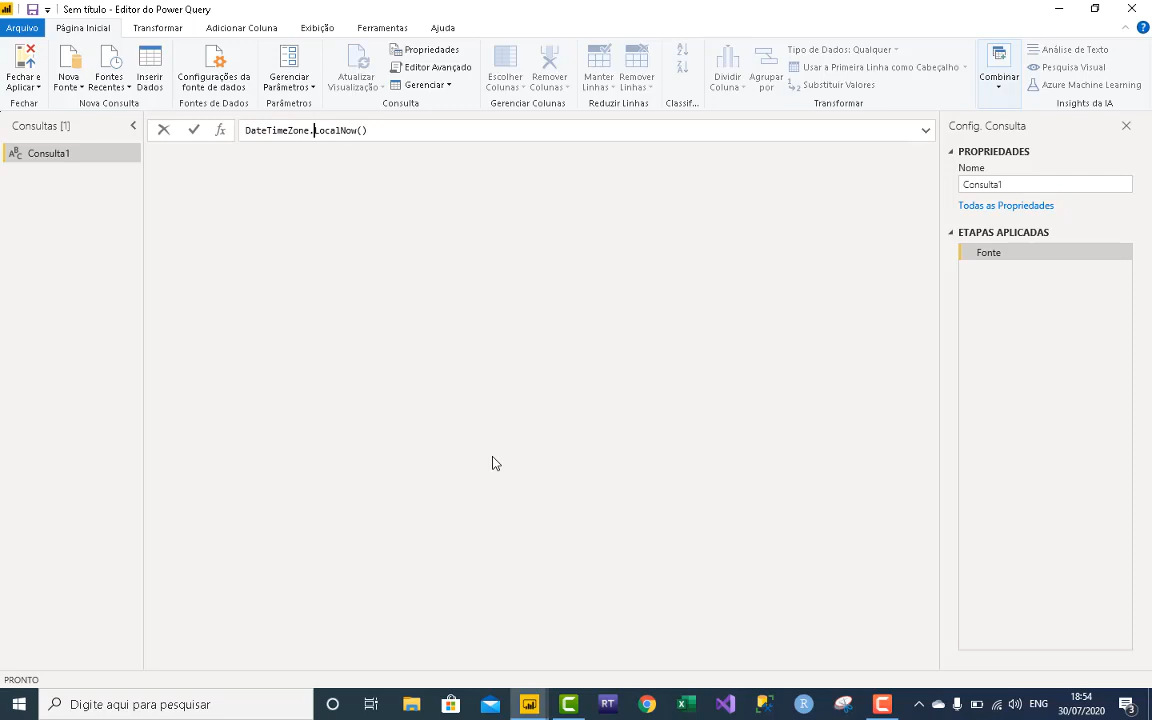 Sem título - Editor do Power Query
Arquivo Página Inicial Transformar Adicionar Coluna Exibição Ferramentas Ajuda
Fechar e Aplicar
Fechar
Nova Fonte
Fontes Recentes
Inserir Dados
Nova Consulta
Configurações da fonte de dados
Fontes de Dados
Gerenciar Parâmetros
Parâmetros
Atualizar Visualização
Propriedades
Editor Avançado
Gerenciar
Consulta
Escolher Colunas
Remover Colunas
Gerenciar Colunas
Manter Linhas
Remover Linhas
Reduzir Linhas
Classif...
Dividir Coluna
Agrupar por
Tipo de Dados: Qualquer
Usar a Primeira Linha como Cabeçalho
Substituir Valores
Transformar
Combinar
Análise de Texto
Pesquisa Visual
Azure Machine Learning
Insights da IA
Consultas [1]
Consulta1
DateTimeZone.LocalNow()
Config. Consulta
PROPRIEDADES
Nome
Consulta1
Todas as Propriedades
ETAPAS APLICADAS
Fonte
PRONTO
Digite aqui para pesquisar
RT
R
ENG
18:54
30/07/2020
3